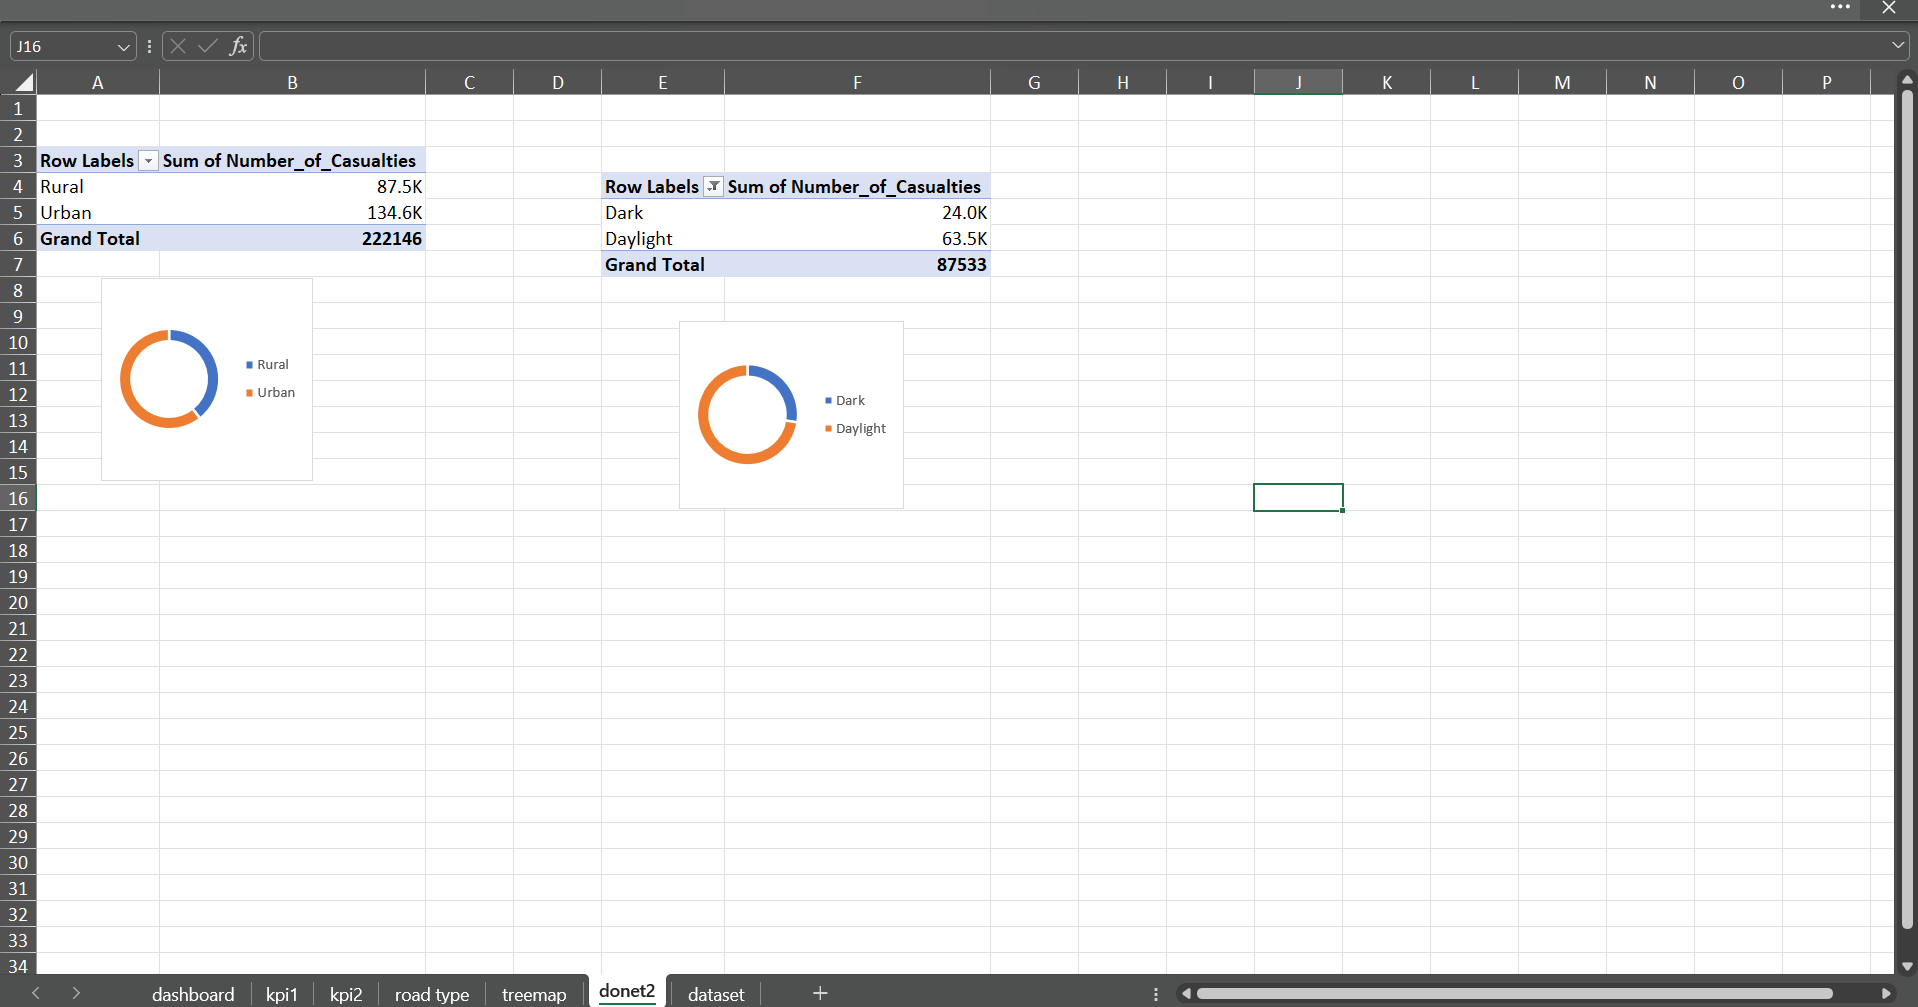 J16 fx
A B C D E F G H I J K L M N O P
1
2
3 Row Labels Sum of Number_of_Casualties
4 Rural 87.5K Row Labels Sum of Number_of_Casualties
5 Urban 134.6K Dark 24.0K
6 Grand Total 222146 Daylight 63.5K
7 Grand Total 87533
8
9
10
11 Rural
12 Urban Dark
13 Daylight
14
15
16
17
18
19
20
21
22
23
24
25
26
27
28
29
30
31
32
33
34
dashboard kpi1 kpi2 road type treemap donet2 dataset